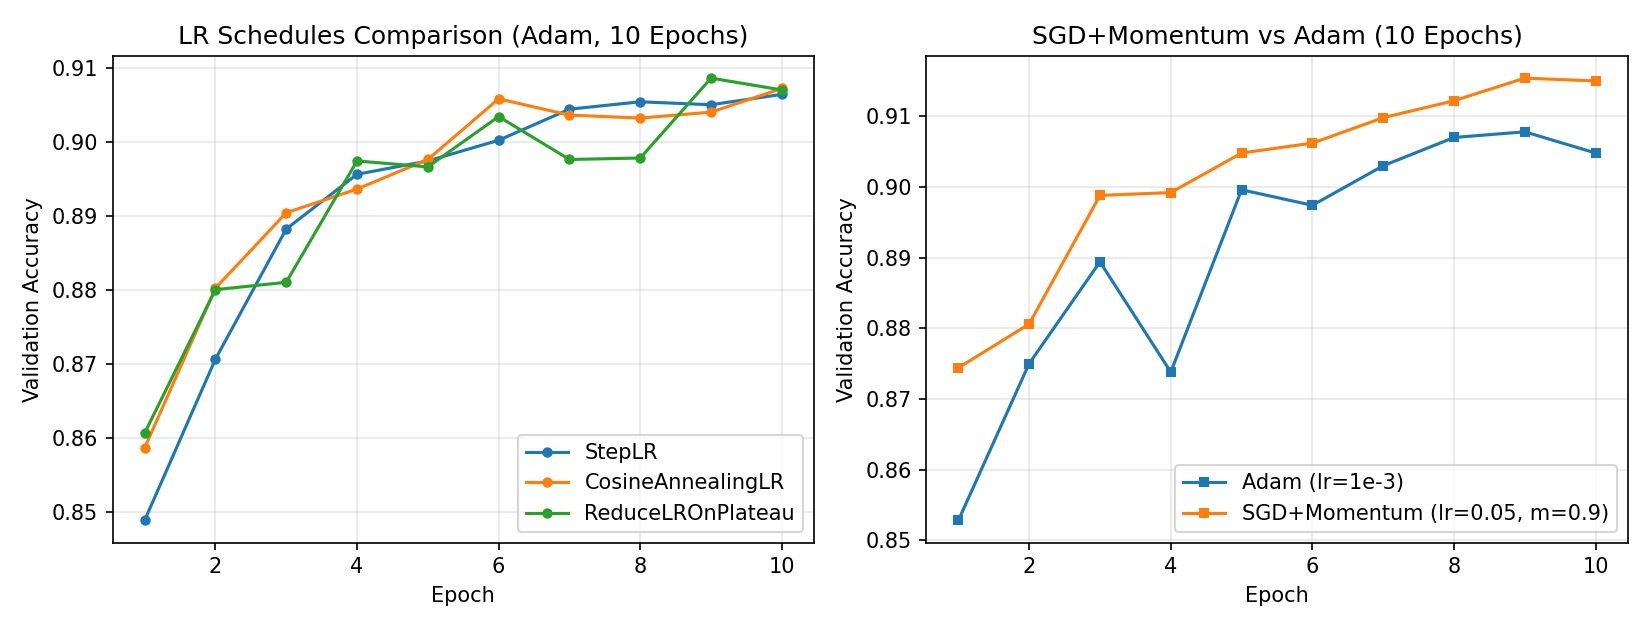 LR Schedules Comparison (Adam, 10 Epochs)
Validation Accuracy
0.91
0.90
0.89
0.88
0.87
0.86
0.85
StepLR
CosineAnnealingLR
ReduceLROnPlateau
2 4 6 8 10
Epoch
SGD+Momentum vs Adam (10 Epochs)
Validation Accuracy
0.91
0.90
0.89
0.88
0.87
0.86
0.85
Adam (lr=1e-3)
SGD+Momentum (lr=0.05, m=0.9)
2 4 6 8 10
Epoch